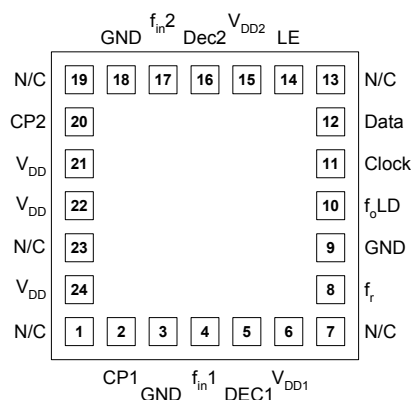 GND f_in2 Dec2 V_DD2 LE
N/C 19 18 17 16 15 14 13 N/C
CP2 20 12 Data
V_DD 21 11 Clock
V_DD 22 10 f_oLD
N/C 23 9 GND
V_DD 24 8 f_r
N/C 1 2 3 4 5 6 7 N/C
CP1 GND f_in1 DEC1 V_DD1